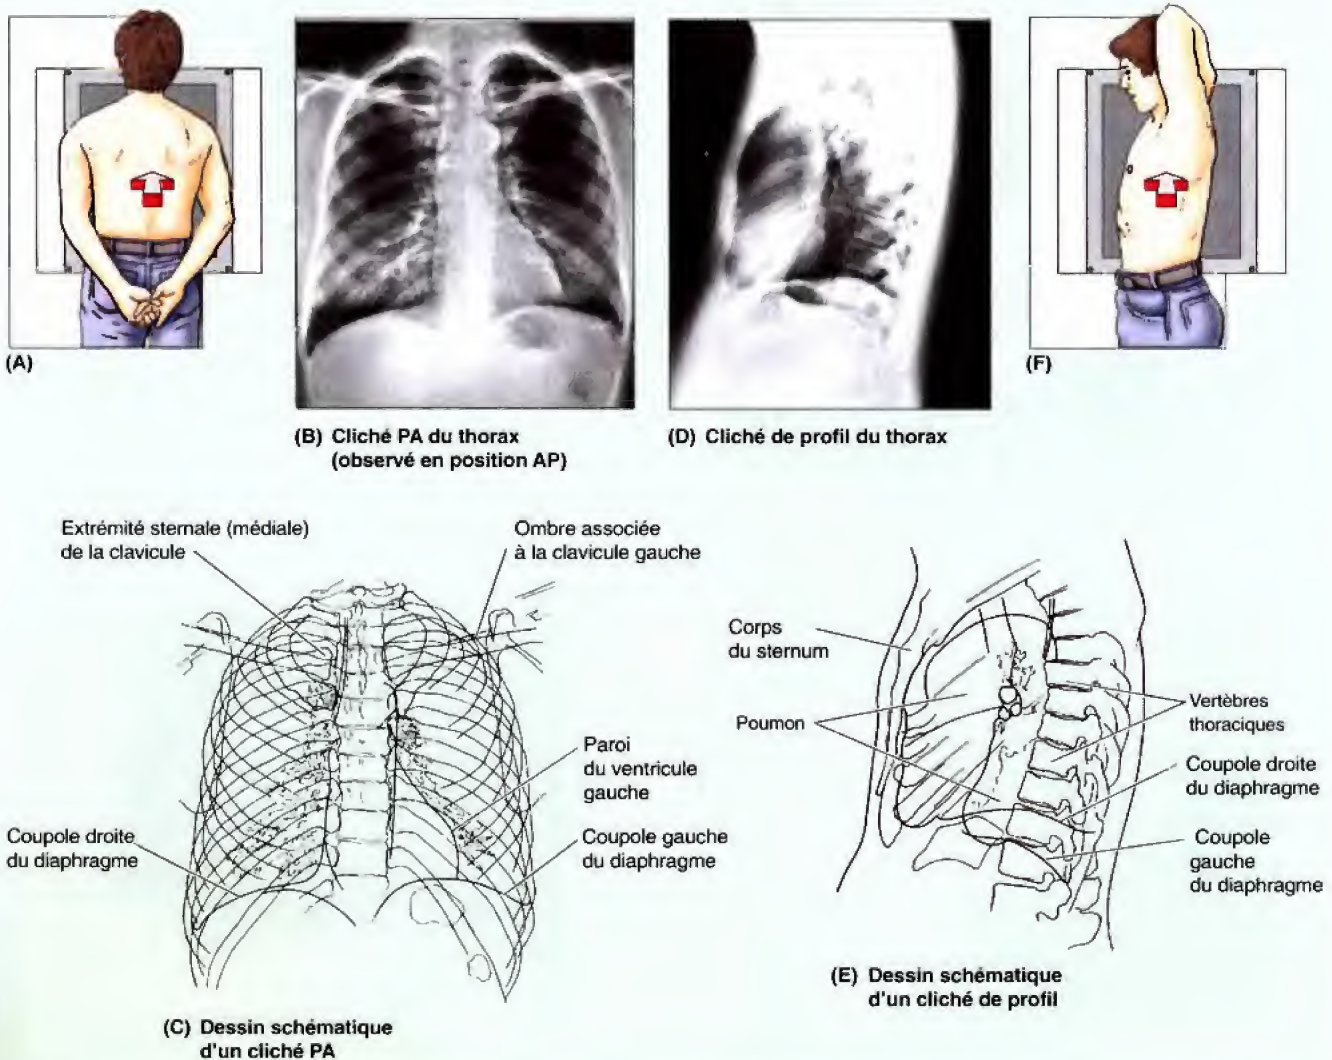 (A)
(B) Cliché PA du thorax
(observé en position AP)
D
(D) Cliché de profil du thorax
(F)
Extrémité sternale (médiale)
de la clavicule
Ombre associée
à la clavicule gauche
Paroi
du ventricule
gauche
Coupole droite
du diaphragme
Coupole gauche
du diaphragme
(C) Dessin schématique
d'un cliché PA
Corps
du sternum
Poumon
Vertèbres
thoraciques
Coupole droite
du diaphragme
Coupole
gauche
du diaphragme
(E) Dessin schématique
d'un cliché de profil